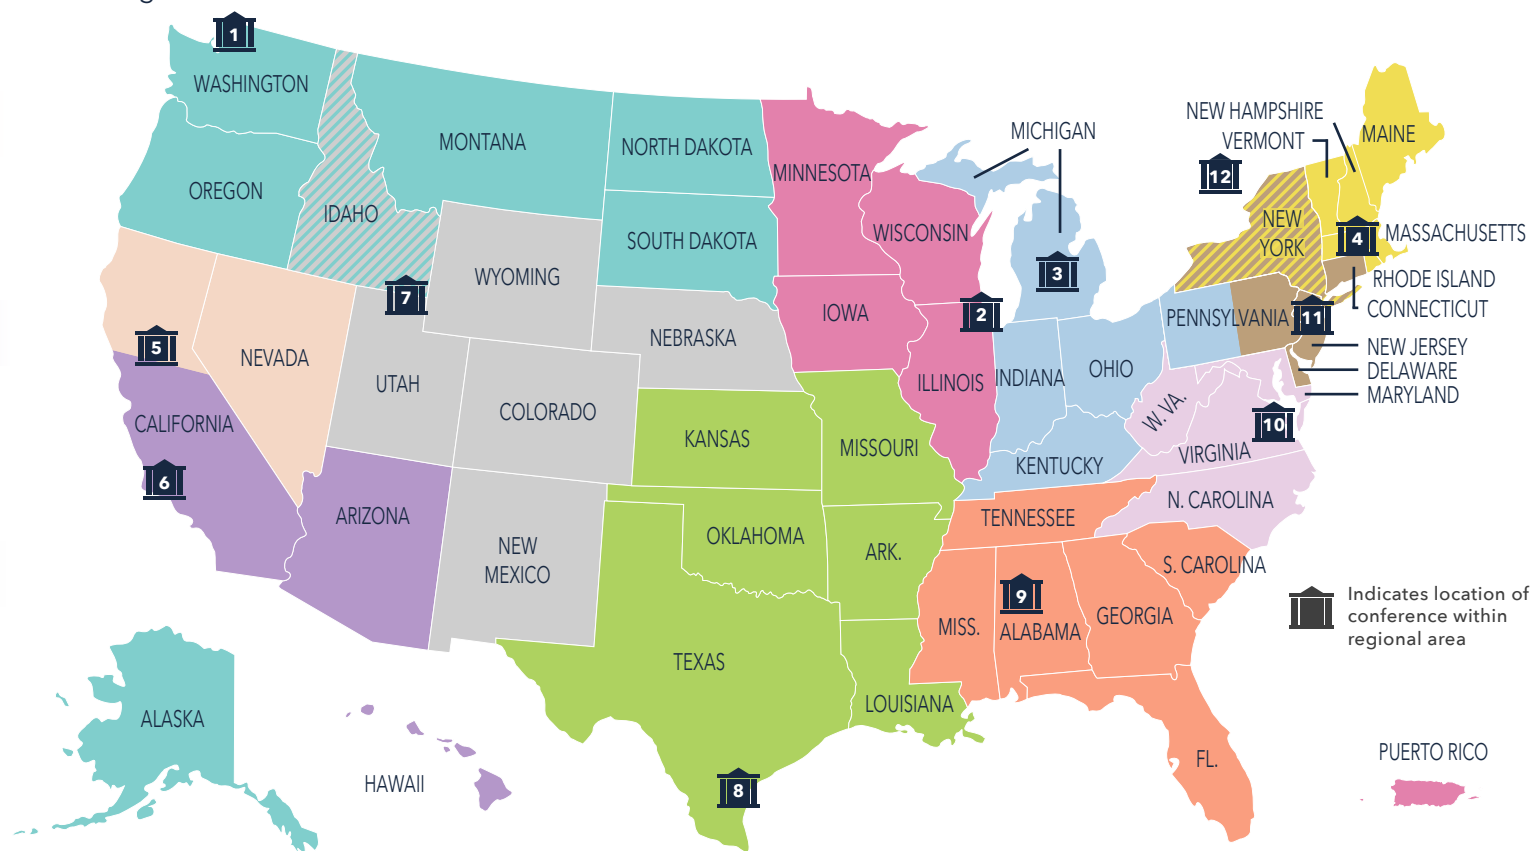 1
WASHINGTON
MONTANA
NORTH DAKOTA
MINNESOTA
MICHIGAN
NEW HAMPSHIRE
VERMONT
MAINE
12
OREGON
IDAHO
SOUTH DAKOTA
WISCONSIN
NEW
YORK
4
MASSACHUSETTS
RHODE ISLAND
CONNECTICUT
3
WYOMING
7
2
IOWA
PENNSYLVANIA
11
NEW JERSEY
DELAWARE
MARYLAND
5
NEVADA
UTAH
NEBRASKA
COLORADO
ILLINOIS
INDIANA
OHIO
W. VA.
10
VIRGINIA
CALIFORNIA
6
KANSAS
MISSOURI
KENTUCKY
N. CAROLINA
ARIZONA
NEW
MEXICO
OKLAHOMA
ARK.
TENNESSEE
S. CAROLINA
9
MISS.
ALABAMA
GEORGIA
Indicates location of
conference within
regional area
TEXAS
LOUISIANA
8
FL.
ALASKA
HAWAII
PUERTO RICO